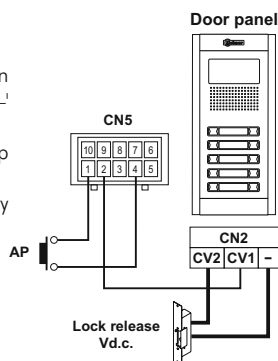 Door panel
n
-'
p
y
CN5
10 9 8 7 6
1 2 3 4 5
AP
CN2
CV2 CV1 –
Lock release
Vd.c.